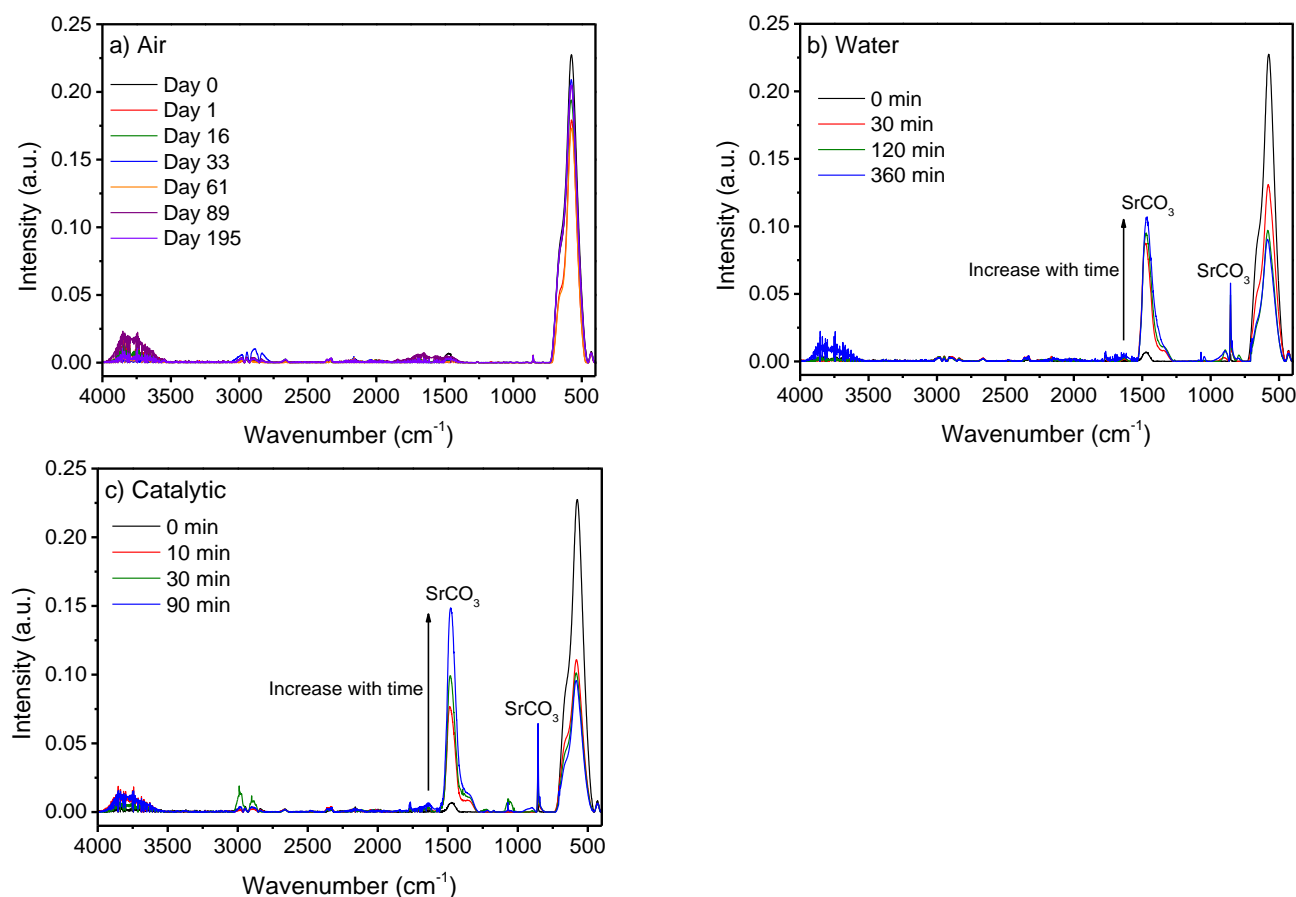 a) Air
Day 0
Day 1
Day 16
Day 33
Day 61
Day 89
Day 195
0.25
0.20
0.15
0.10
0.05
0.00
Intensity (a.u.)
4000 3500 3000 2500 2000 1500 1000 500
Wavenumber (cm⁻¹)
b) Water
0 min
30 min
120 min
360 min
SrCO₃
Increase with time
SrCO₃
0.25
0.20
0.15
0.10
0.05
0.00
Intensity (a.u.)
4000 3500 3000 2500 2000 1500 1000 500
Wavenumber (cm⁻¹)
c) Catalytic
0 min
10 min
30 min
90 min
SrCO₃
Increase with time
SrCO₃
0.25
0.20
0.15
0.10
0.05
0.00
Intensity (a.u.)
4000 3500 3000 2500 2000 1500 1000 500
Wavenumber (cm⁻¹)